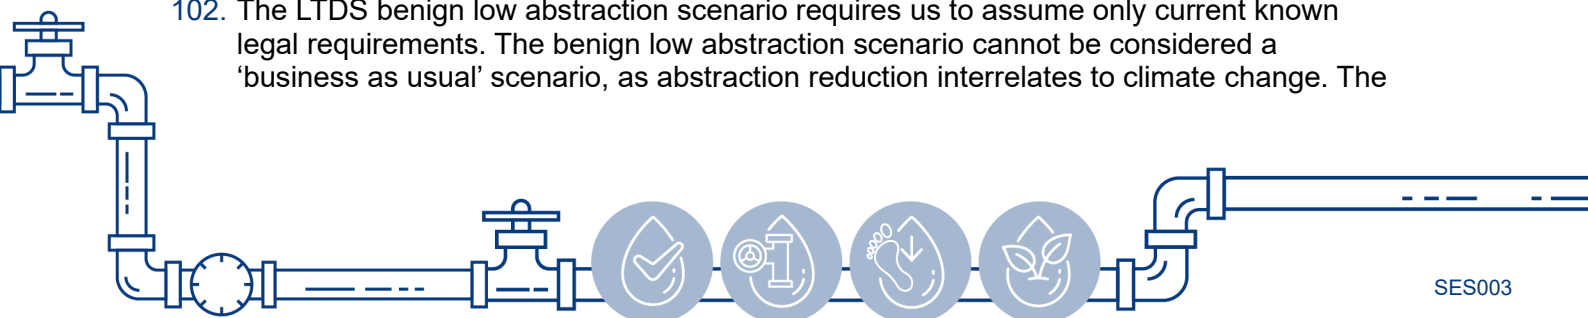 102. The LTDS benign low abstraction scenario requires us to assume only current known
legal requirements. The benign low abstraction scenario cannot be considered a
‘business as usual’ scenario, as abstraction reduction interrelates to climate change. The
SES003